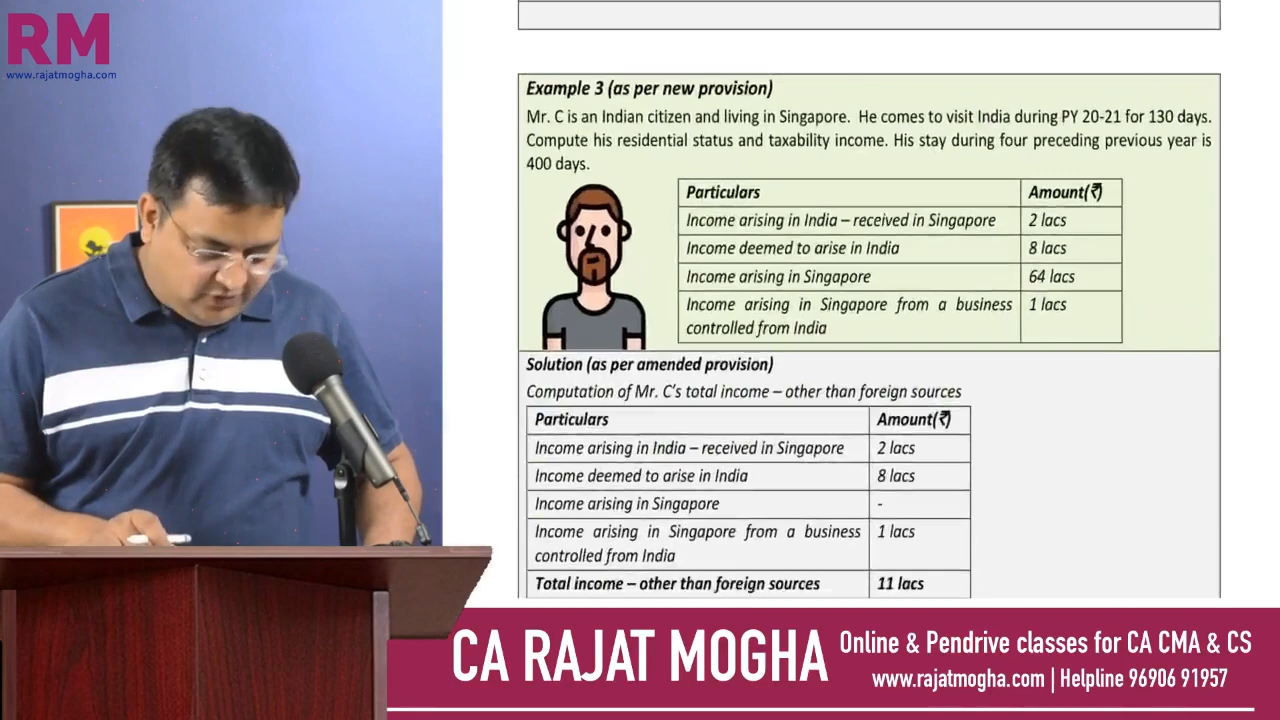 RM
www.rajatmogha.com
Example 3 (as per new provision)
Mr. C is an Indian citizen and living in Singapore. He comes to visit India during PY 20-21 for 130 days.
Compute his residential status and taxability income. His stay during four preceding previous year is
400 days.
Particulars Amount(₹)
Income arising in India – received in Singapore 2 lacs
Income deemed to arise in India 8 lacs
Income arising in Singapore 64 lacs
Income arising in Singapore from a business 1 lacs
controlled from India
Solution (as per amended provision)
Computation of Mr. C's total income – other than foreign sources
Particulars Amount(₹)
Income arising in India – received in Singapore 2 lacs
Income deemed to arise in India 8 lacs
Income arising in Singapore -
Income arising in Singapore from a business 1 lacs
controlled from India
Total income – other than foreign sources 11 lacs
CA RAJAT MOGHA
Online & Pendrive classes for CA CMA & CS
www.rajatmogha.com | Helpline 96906 91957